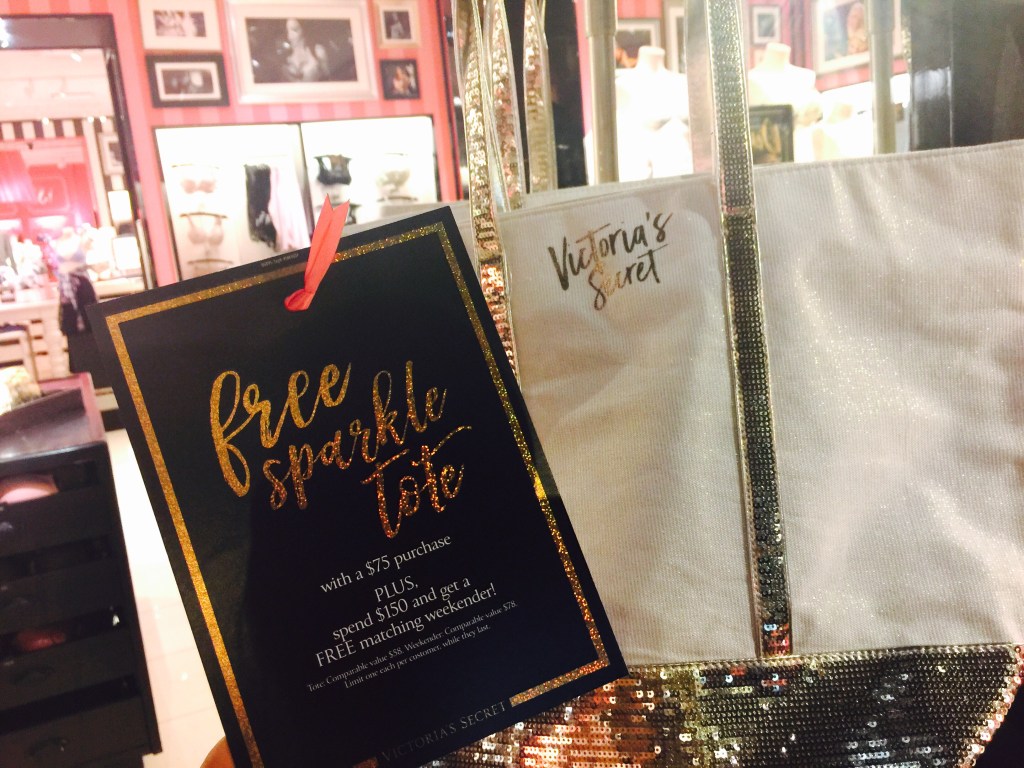 Victoria's
Secret
free
sparkle
tote
with a $75 purchase
PLUS,
spend $150 and get a
FREE matching weekender!
Tote: Comparable value $58. Weekender: Comparable value $78.
Limit one each per customer, while they last.
VICTORIA'S SECRET